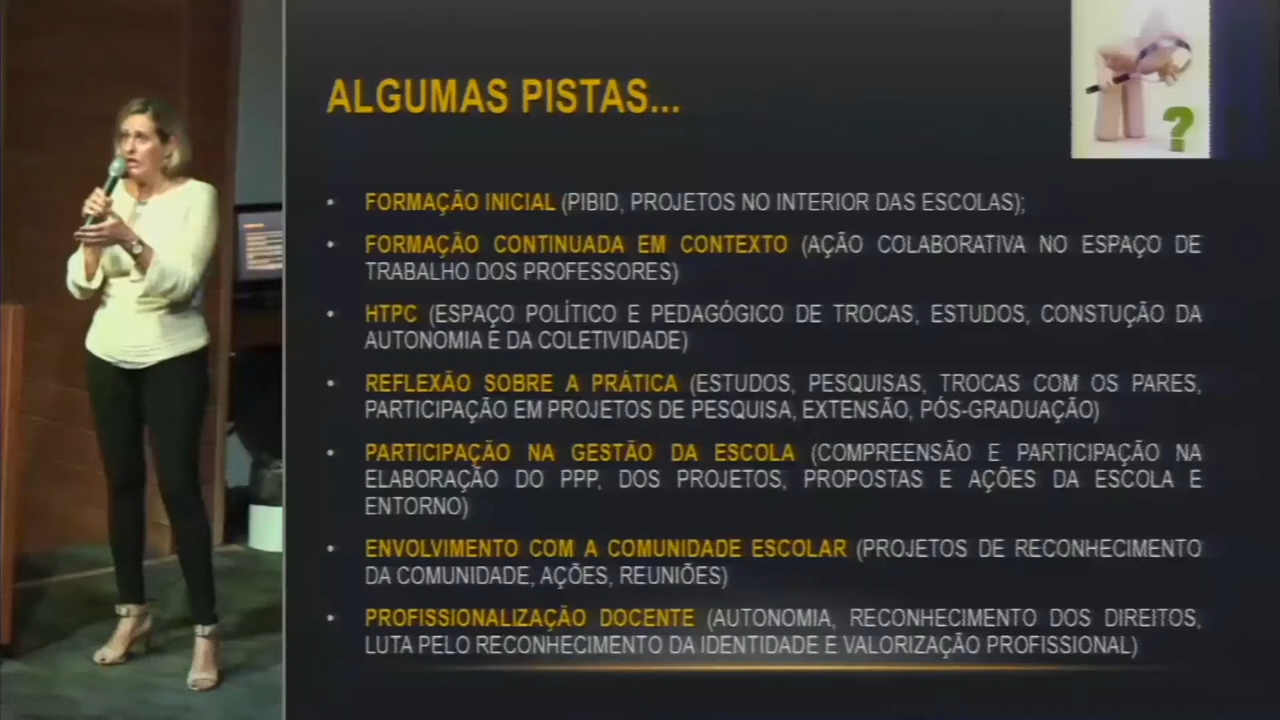 ALGUMAS PISTAS...
?
• FORMAÇÃO INICIAL (PIBID, PROJETOS NO INTERIOR DAS ESCOLAS);
• FORMAÇÃO CONTINUADA EM CONTEXTO (AÇÃO COLABORATIVA NO ESPAÇO DE
TRABALHO DOS PROFESSORES)
• HTPC (ESPAÇO POLÍTICO E PEDAGÓGICO DE TROCAS, ESTUDOS, CONSTUÇÃO DA
AUTONOMIA E DA COLETIVIDADE)
• REFLEXÃO SOBRE A PRÁTICA (ESTUDOS, PESQUISAS, TROCAS COM OS PARES,
PARTICIPAÇÃO EM PROJETOS DE PESQUISA, EXTENSÃO, PÓS-GRADUAÇÃO)
• PARTICIPAÇÃO NA GESTÃO DA ESCOLA (COMPREENSÃO E PARTICIPAÇÃO NA
ELABORAÇÃO DO PPP, DOS PROJETOS, PROPOSTAS E AÇÕES DA ESCOLA E
ENTORNO)
• ENVOLVIMENTO COM A COMUNIDADE ESCOLAR (PROJETOS DE RECONHECIMENTO
DA COMUNIDADE, AÇÕES, REUNIÕES)
• PROFISSIONALIZAÇÃO DOCENTE (AUTONOMIA, RECONHECIMENTO DOS DIREITOS,
LUTA PELO RECONHECIMENTO DA IDENTIDADE E VALORIZAÇÃO PROFISSIONAL)